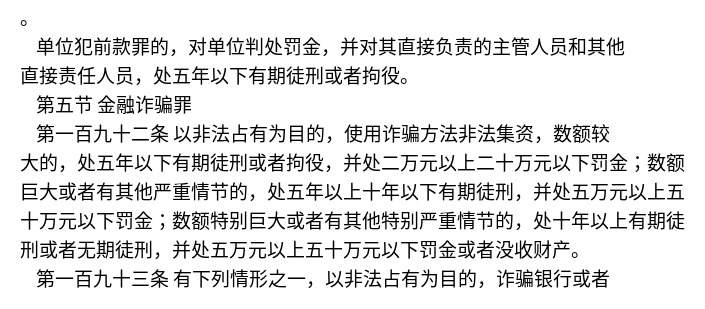 。
单位犯前款罪的，对单位判处罚金，并对其直接负责的主管人员和其他
直接责任人员，处五年以下有期徒刑或者拘役。
第五节 金融诈骗罪
第一百九十二条 以非法占有为目的，使用诈骗方法非法集资，数额较
大的，处五年以下有期徒刑或者拘役，并处二万元以上二十万元以下罚金；数额
巨大或者有其他严重情节的，处五年以上十年以下有期徒刑，并处五万元以上五
十万元以下罚金；数额特别巨大或者有其他特别严重情节的，处十年以上有期徒
刑或者无期徒刑，并处五万元以上五十万元以下罚金或者没收财产。
第一百九十三条 有下列情形之一，以非法占有为目的，诈骗银行或者